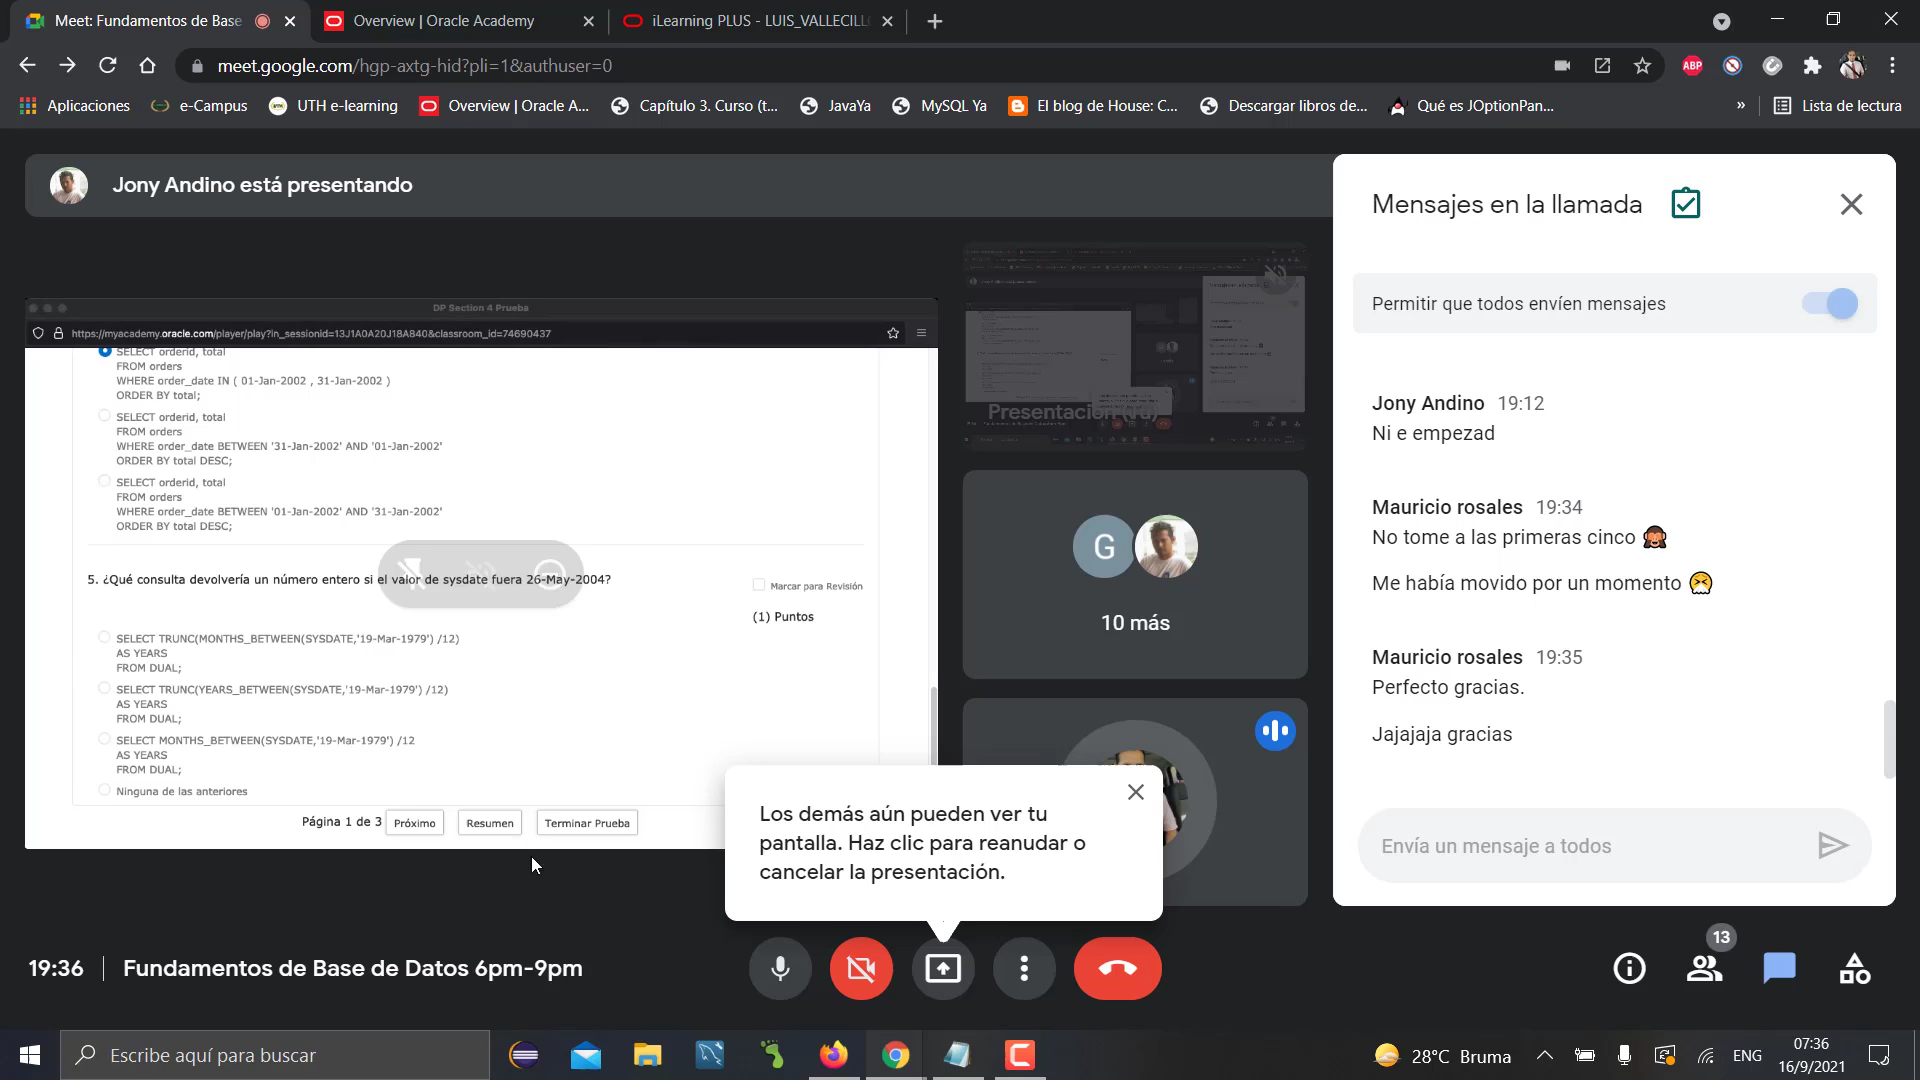 Meet: Fundamentos de Base
Overview | Oracle Academy
iLearning PLUS - LUIS_VALLECILL
meet.google.com/hgp-axtg-hid?pli=1&authuser=0
ABP
Aplicaciones
e-Campus
UTH e-learning
Overview | Oracle A...
Capítulo 3. Curso (t...
JavaYa
MySQL Ya
El blog de House: C...
Descargar libros de...
Qué es JOptionPan...
»
Lista de lectura
Jony Andino está presentando
DP Section 4 Prueba
https://myacademy.oracle.com/player/play?in_sessionid=13J1A0A20J18A840&classroom_id=74690437
SELECT orderid, total
FROM orders
WHERE order_date IN ( 01-Jan-2002 , 31-Jan-2002 )
ORDER BY total;
SELECT orderid, total
FROM orders
WHERE order_date BETWEEN '31-Jan-2002' AND '01-Jan-2002'
ORDER BY total DESC;
SELECT orderid, total
FROM orders
WHERE order_date BETWEEN '01-Jan-2002' AND '31-Jan-2002'
ORDER BY total DESC;
5. ¿Qué consulta devolvería un número entero si el valor de sysdate fuera 26-May-2004?
Marcar para Revisión
(1) Puntos
SELECT TRUNC(MONTHS_BETWEEN(SYSDATE,'19-Mar-1979') /12)
AS YEARS
FROM DUAL;
SELECT TRUNC(YEARS_BETWEEN(SYSDATE,'19-Mar-1979') /12)
AS YEARS
FROM DUAL;
SELECT MONTHS_BETWEEN(SYSDATE,'19-Mar-1979') /12
AS YEARS
FROM DUAL;
Ninguna de las anteriores
Página 1 de 3
Próximo
Resumen
Terminar Prueba
Presentación (Tú)
G
10 más
Los demás aún pueden ver tu
pantalla. Haz clic para reanudar o
cancelar la presentación.
Mensajes en la llamada
Permitir que todos envíen mensajes
Jony Andino 19:12
Ni e empezad
Mauricio rosales 19:34
No tome a las primeras cinco 🙉
Me había movido por un momento 😤
Mauricio rosales 19:35
Perfecto gracias.
Jajajaja gracias
Envía un mensaje a todos
19:36
Fundamentos de Base de Datos 6pm-9pm
13
Escribe aquí para buscar
28°C Bruma
ENG
07:36
16/9/2021